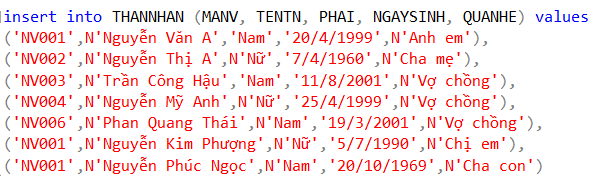 insert into THANNHAN (MANV, TENTN, PHAI, NGAYSINH, QUANHE) values
('NV001',N'Nguyễn Văn A','Nam','20/4/1999',N'Anh em'),
('NV002',N'Nguyễn Thị A',N'Nữ','7/4/1960',N'Cha mẹ'),
('NV003',N'Trần Công Hậu','Nam','11/8/2001',N'Vợ chồng'),
('NV004',N'Nguyễn Mỹ Anh',N'Nữ','25/4/1999',N'Vợ chồng'),
('NV006',N'Phan Quang Thái',N'Nam','19/3/2001',N'Vợ chồng'),
('NV001',N'Nguyễn Kim Phượng',N'Nữ','5/7/1990',N'Chị em'),
('NV001',N'Nguyễn Phúc Ngọc',N'Nam','20/10/1969',N'Cha con')